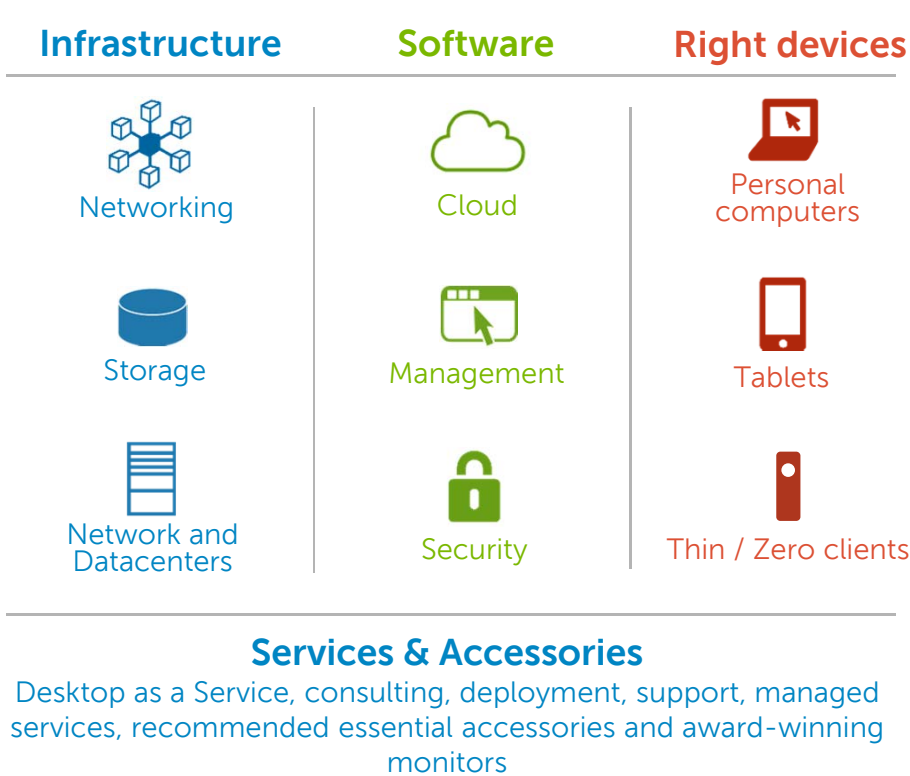 Infrastructure
Software
Right devices
Networking
Cloud
Personal
computers
Storage
Management
Tablets
Network and
Datacenters
Security
Thin / Zero clients
Services & Accessories
Desktop as a Service, consulting, deployment, support, managed
services, recommended essential accessories and award-winning
monitors